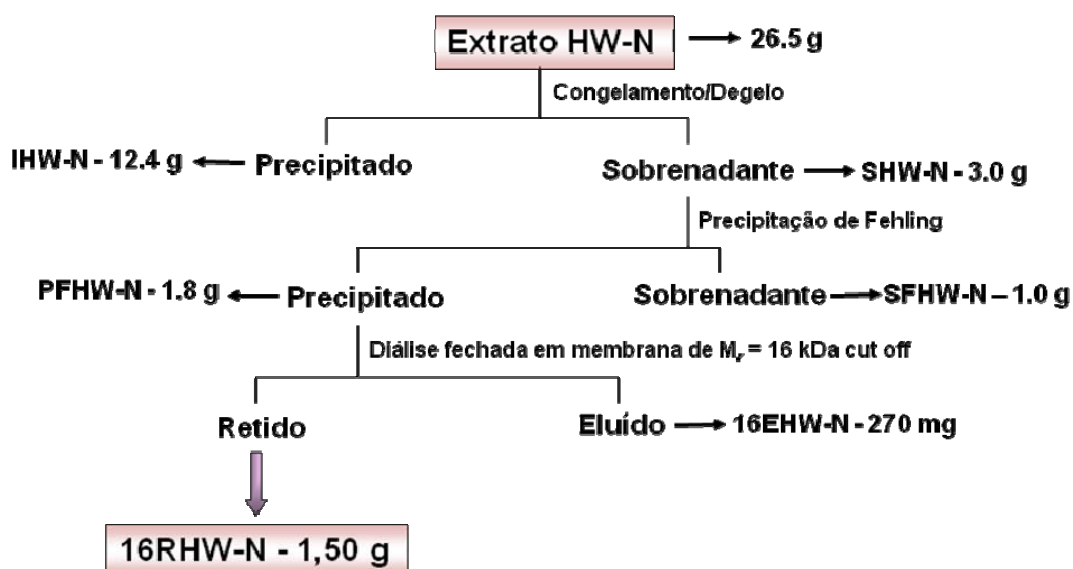 Extrato HW-N 26.5 g
Congelamento/Degelo
IHW-N - 12.4 g Precipitado Sobrenadante SHW-N - 3.0 g
Precipitação de Fehling
PFHW-N - 1.8 g Precipitado Sobrenadante SFHW-N – 1.0 g
Diálise fechada em membrana de Mr = 16 kDa cut off
Retido Eluído 16EHW-N - 270 mg
16RHW-N - 1,50 g